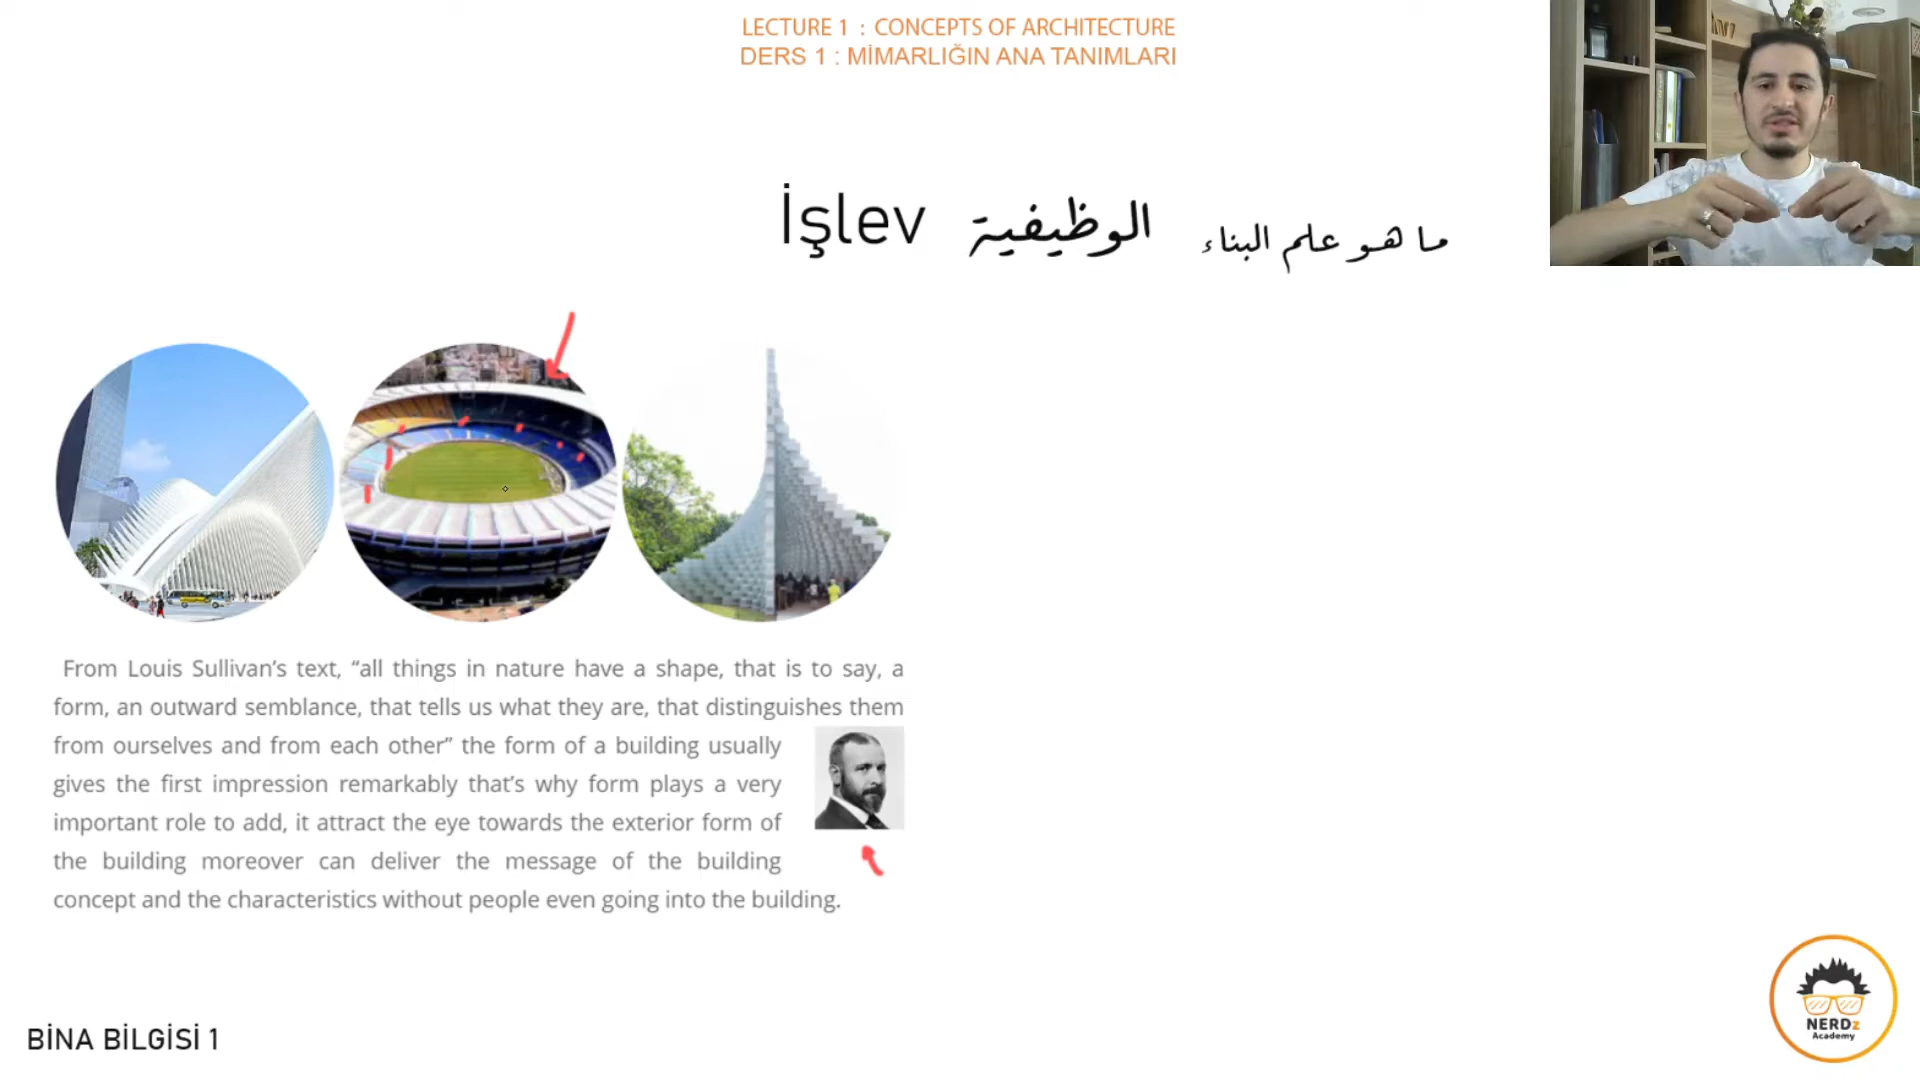 LECTURE 1 : CONCEPTS OF ARCHITECTURE
DERS 1 : MİMARLIĞIN ANA TANIMLARI
İşlev الوظيفية ما هو علم البناء
From Louis Sullivan’s text, “all things in nature have a shape, that is to say, a
form, an outward semblance, that tells us what they are, that distinguishes them
from ourselves and from each other” the form of a building usually
gives the first impression remarkably that’s why form plays a very
important role to add, it attract the eye towards the exterior form of
the building moreover can deliver the message of the building
concept and the characteristics without people even going into the building.
BİNA BİLGİSİ 1
NERDz
Academy